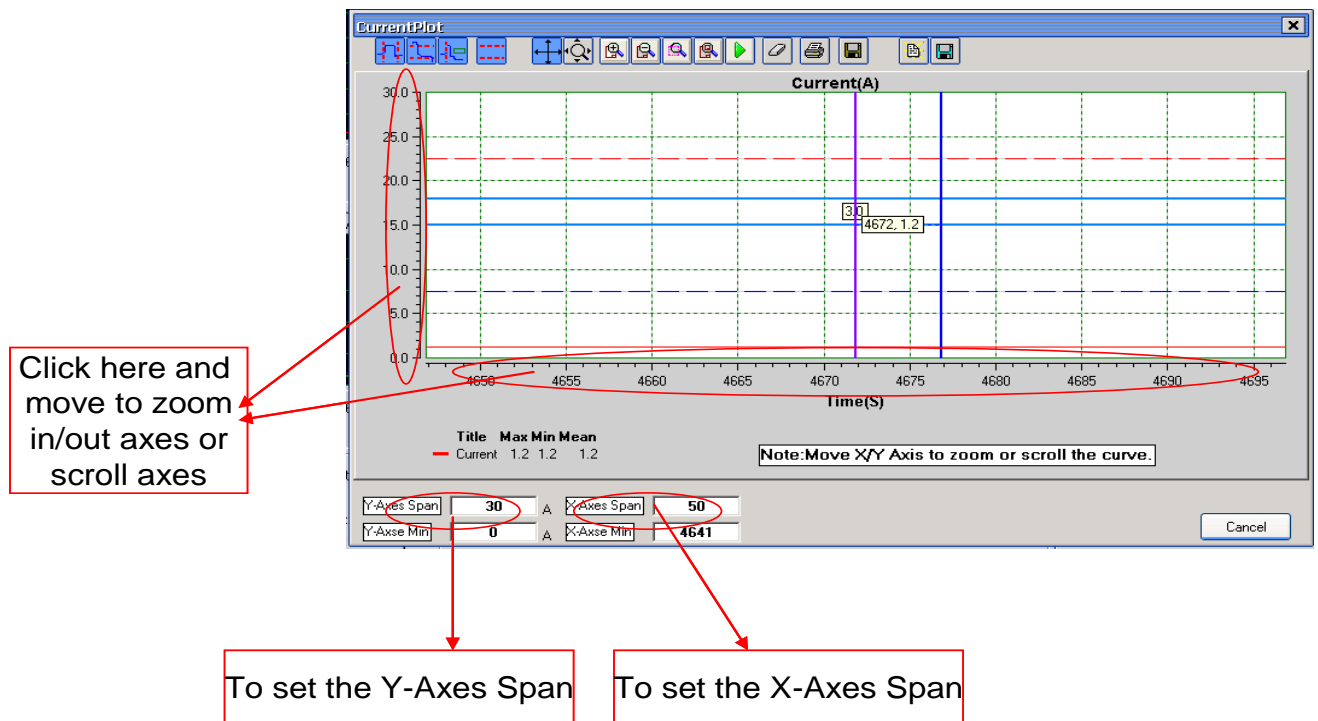 CurrentPlot
Current(A)
30.0
25.0
20.0
15.0
10.0
5.0
0.0
3.0
4672, 1.2
4650 4655 4660 4665 4670 4675 4680 4685 4690 4695
Time(S)
Title Max Min Mean
Current 1.2 1.2 1.2
Note:Move X/Y Axis to zoom or scroll the curve.
Y-Axes Span 30 A X-Axes Span 50
Y-Axse Min 0 A X-Axse Min 4641
Cancel
Click here and
move to zoom
in/out axes or
scroll axes
To set the Y-Axes Span
To set the X-Axes Span